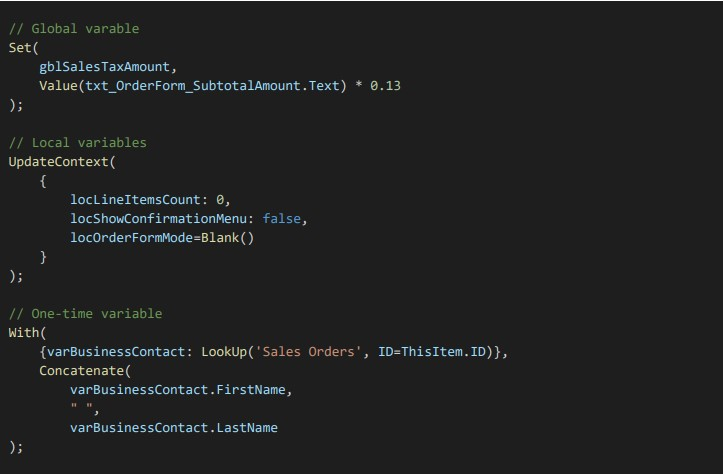 // Global varable
Set(
gblSalesTaxAmount,
Value(txt_OrderForm_SubtotalAmount.Text) * 0.13
);
// Local variables
UpdateContext(
{
locLineItemsCount: 0,
locShowConfirmationMenu: false,
locOrderFormMode=Blank()
}
);
// One-time variable
With(
{varBusinessContact: LookUp('Sales Orders', ID=ThisItem.ID)},
Concatenate(
varBusinessContact.FirstName,
" ",
varBusinessContact.LastName
);